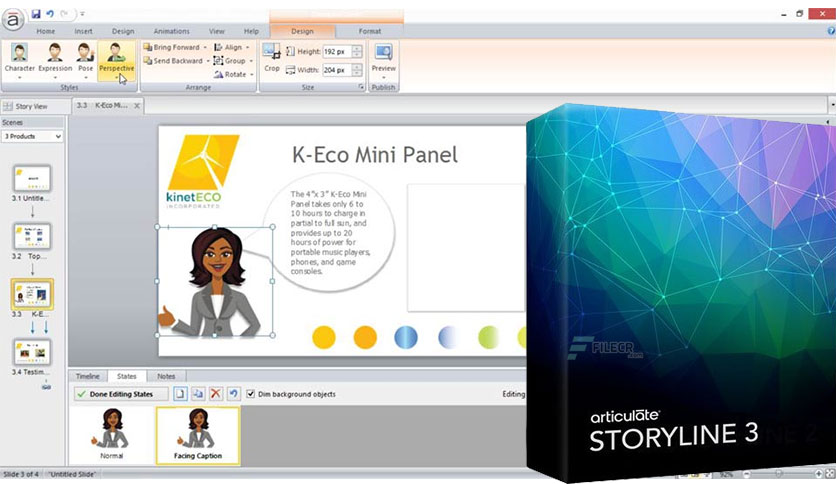 Home Insert Design Animations View Help Design Format
Character Expression Pose Perspective
Bring Forward Align
Send Backward Group
Rotate
Crop
Height: 192 px
Width: 204 px
Preview
Styles Arrange Size Publish
Story View 3.3 K-Eco Mi...
Scenes
3 Products
3.1 Untitle...
3.2 Top...
3.3 K-E...
3.4 Testim...
kinetECO
INCORPORATED
K-Eco Mini Panel
The 4"x 3" K-Eco Mini
Panel takes only 6 to
10 hours to charge in
partial to full sun, and
provides up to 20
hours of power for
portable music players,
phones, and game
consoles.
Timeline States Notes
Done Editing States
Dim background objects
Editing
Normal Facing Caption
Slide 3 of 4 "Untitled Slide"
92%
FILECR
.com
articulate®
STORYLINE 3